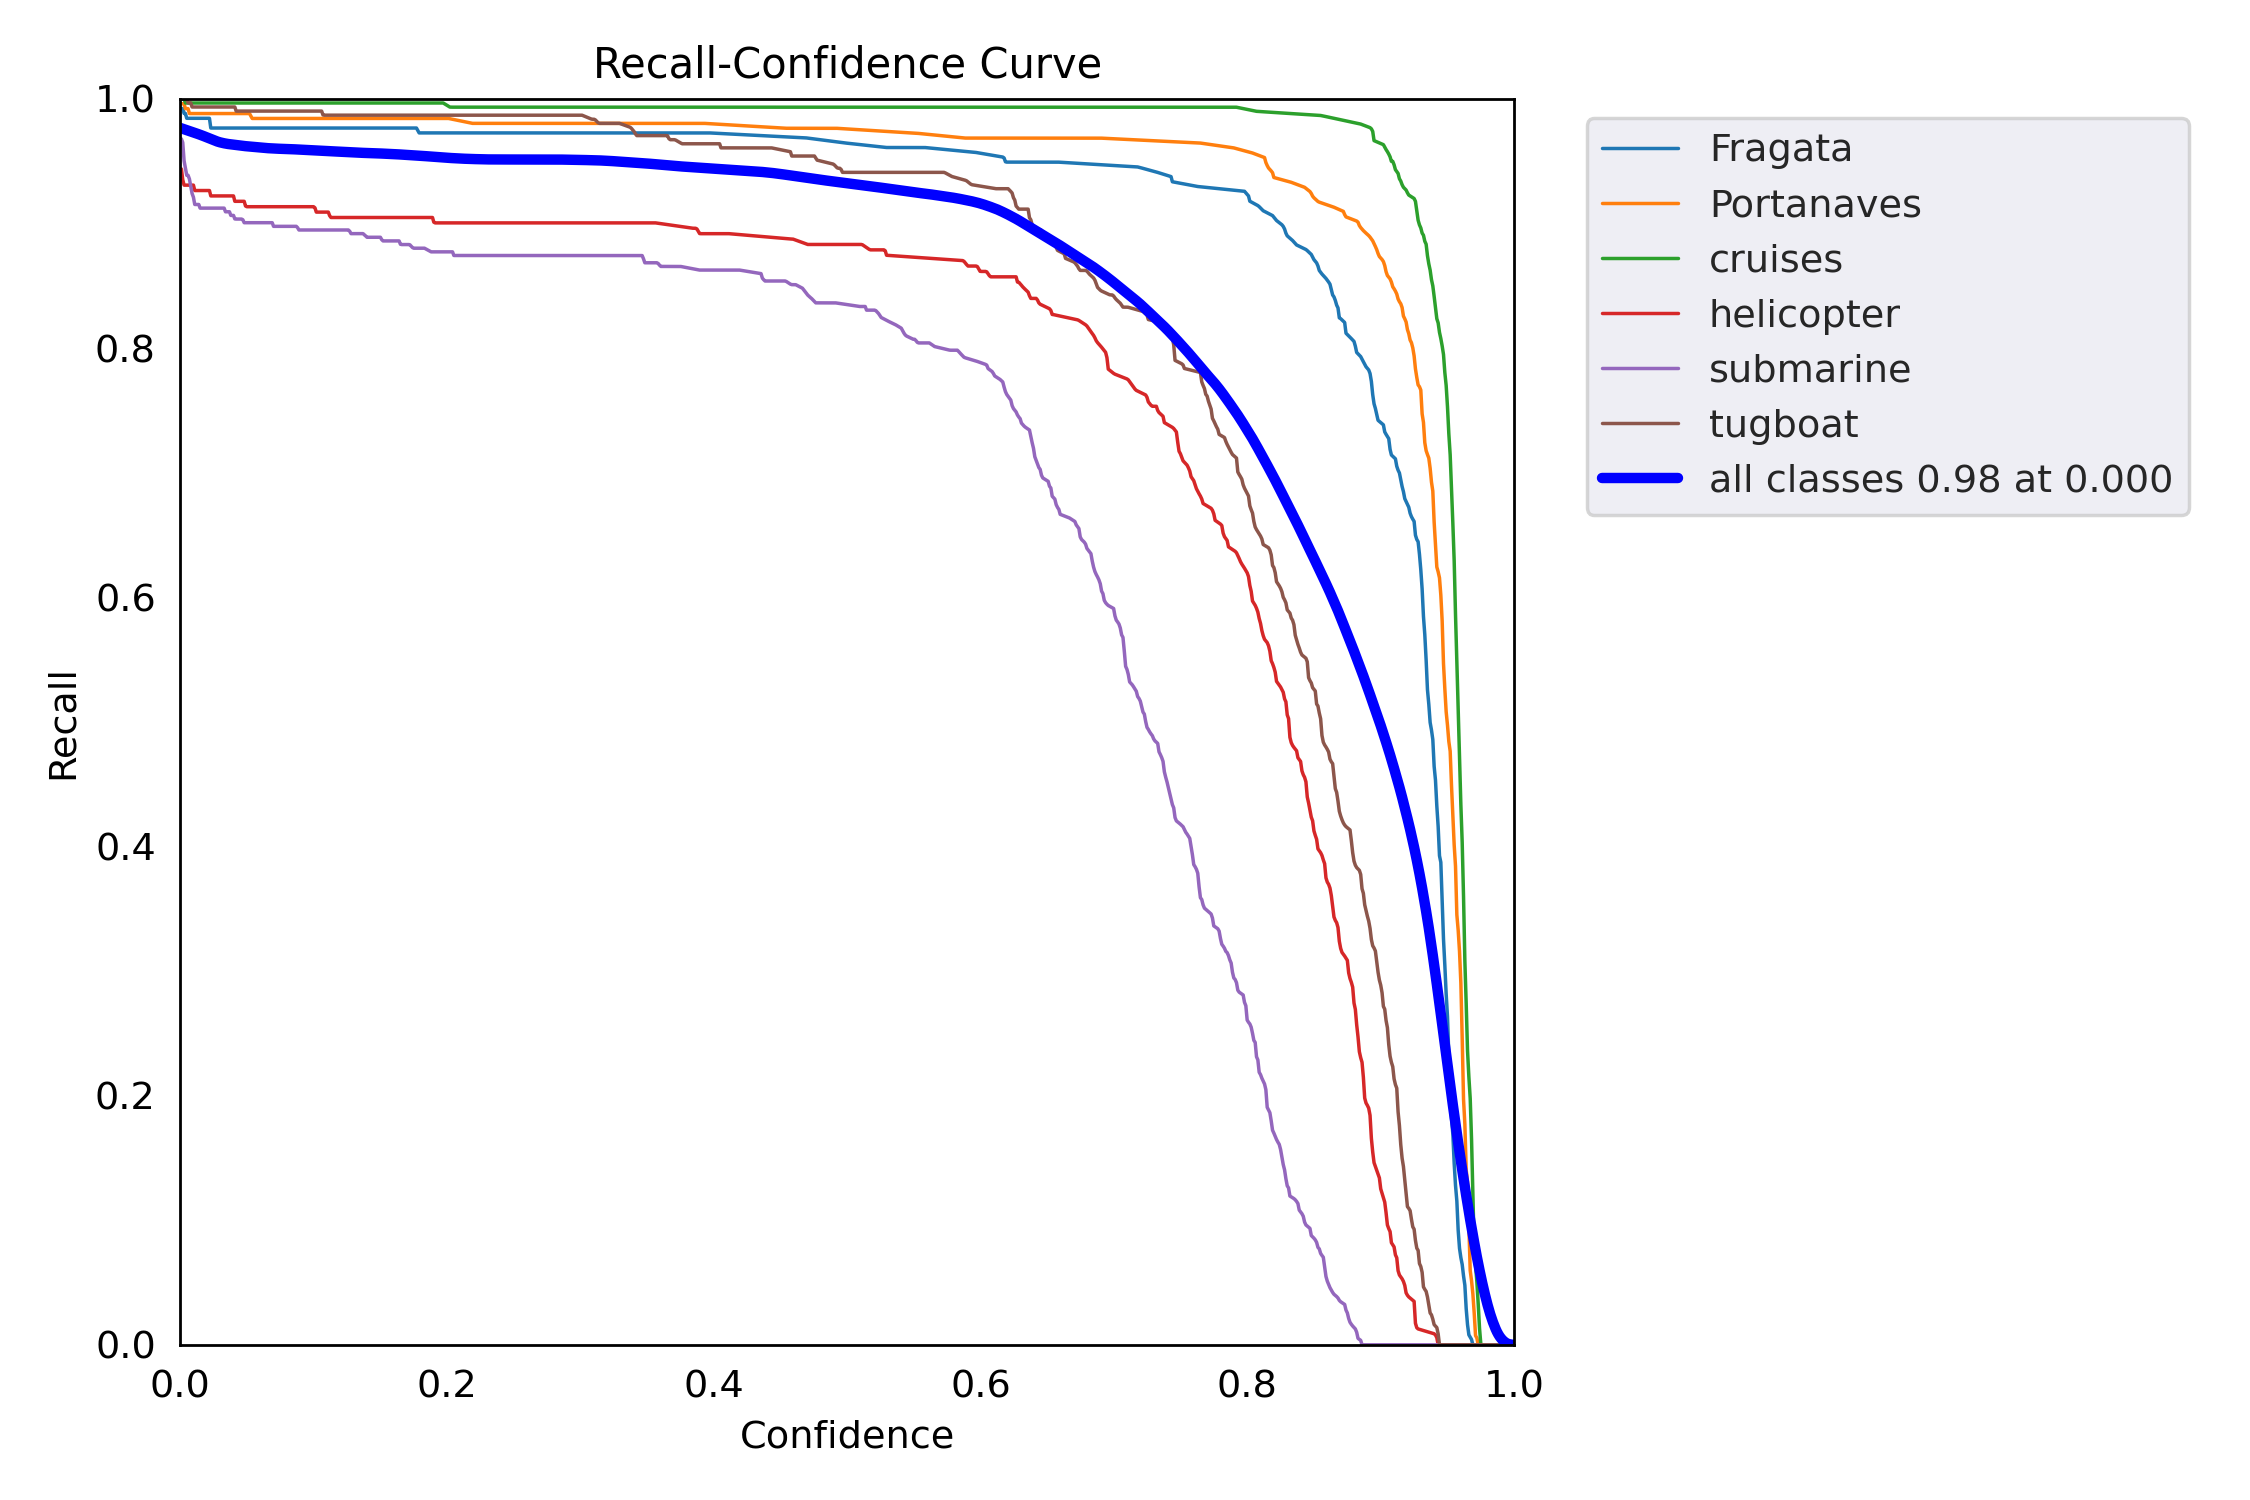 Recall-Confidence Curve
1.0
0.8
0.6
0.4
0.2
0.0
Recall
0.0 0.2 0.4 0.6 0.8 1.0
Confidence
Fragata
Portanaves
cruises
helicopter
submarine
tugboat
all classes 0.98 at 0.000